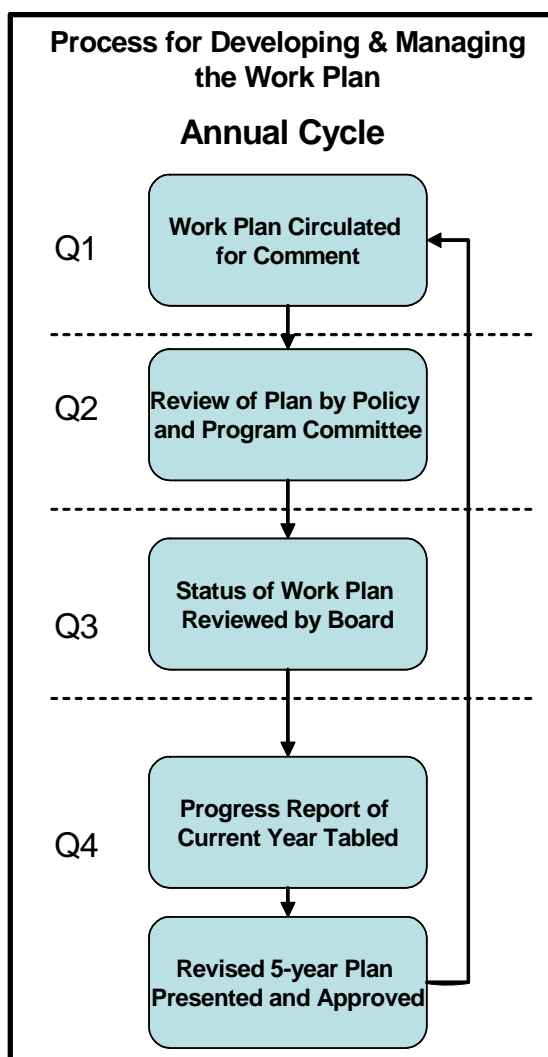 Process for Developing & Managing
the Work Plan
Annual Cycle
Q1
Work Plan Circulated
for Comment
Q2
Review of Plan by Policy
and Program Committee
Q3
Status of Work Plan
Reviewed by Board
Q4
Progress Report of
Current Year Tabled
Revised 5-year Plan
Presented and Approved